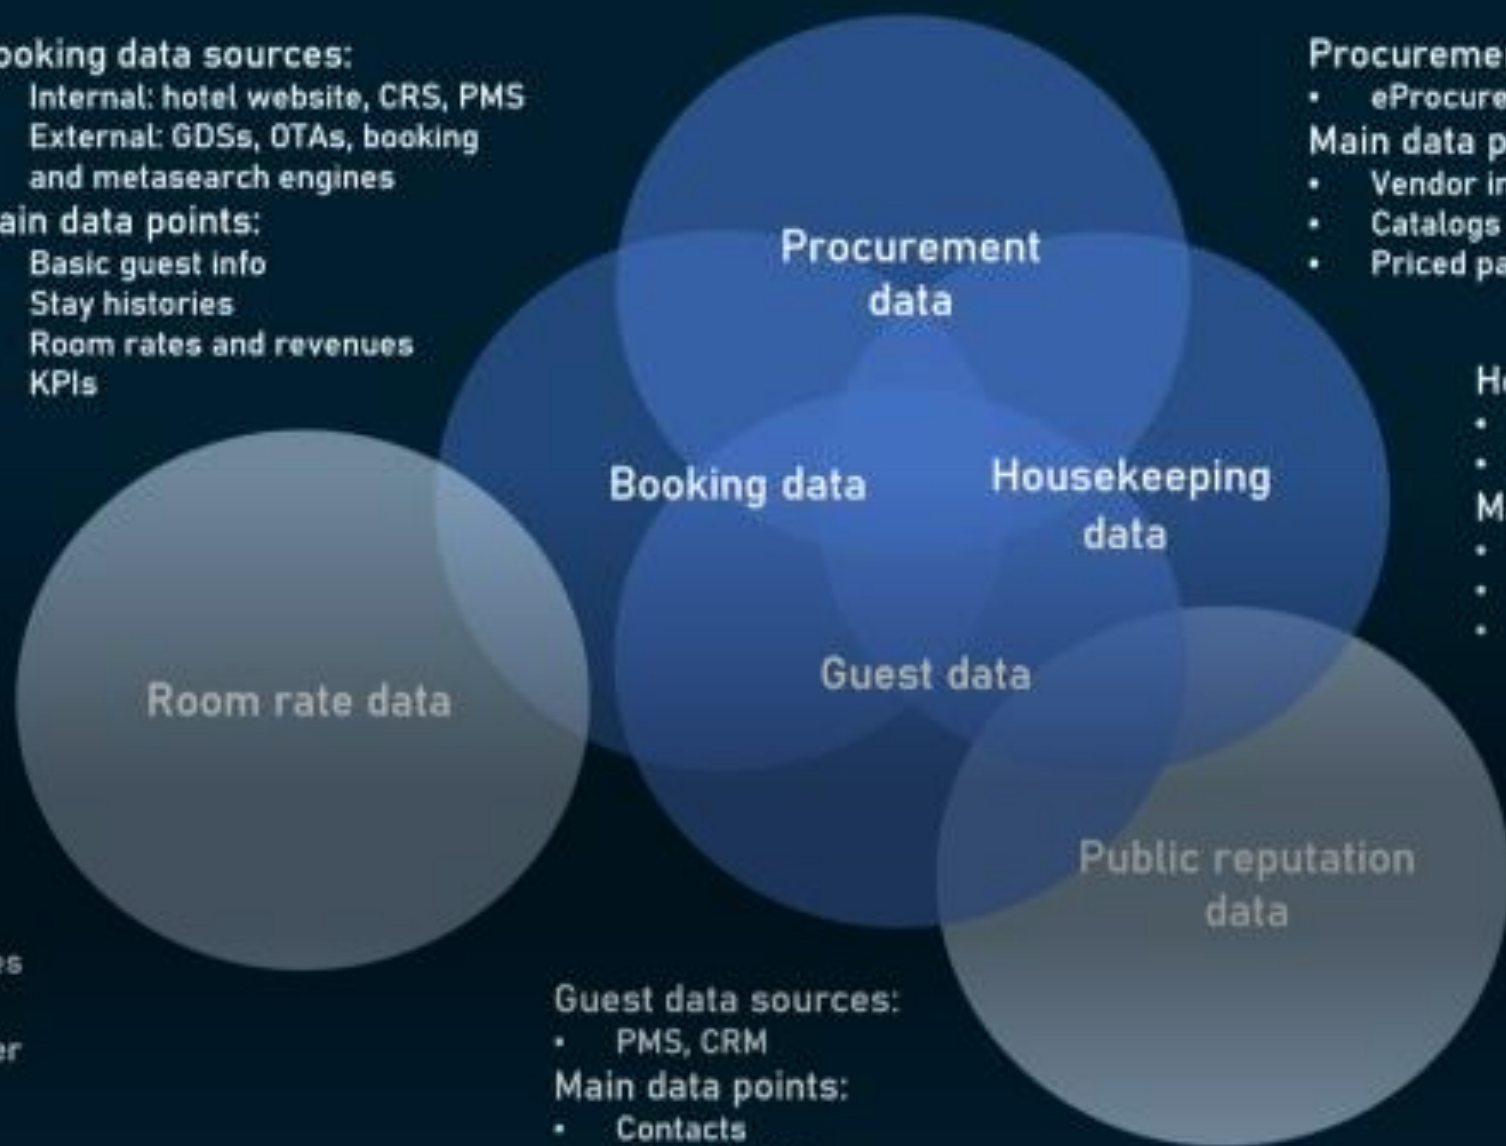 ooking data sources:
Internal: hotel website, CRS, PMS
External: GDSs, OTAs, booking
and metasearch engines
ain data points:
Basic guest info
Stay histories
Room rates and revenues
KPIs
Procureme
• eProcure
Main data p
• Vendor in
• Catalogs
• Priced pa
Procurement
data
Booking data
Housekeeping
data
Guest data
Room rate data
Public reputation
data
Ho
M
es
er
Guest data sources:
• PMS, CRM
Main data points:
• Contacts